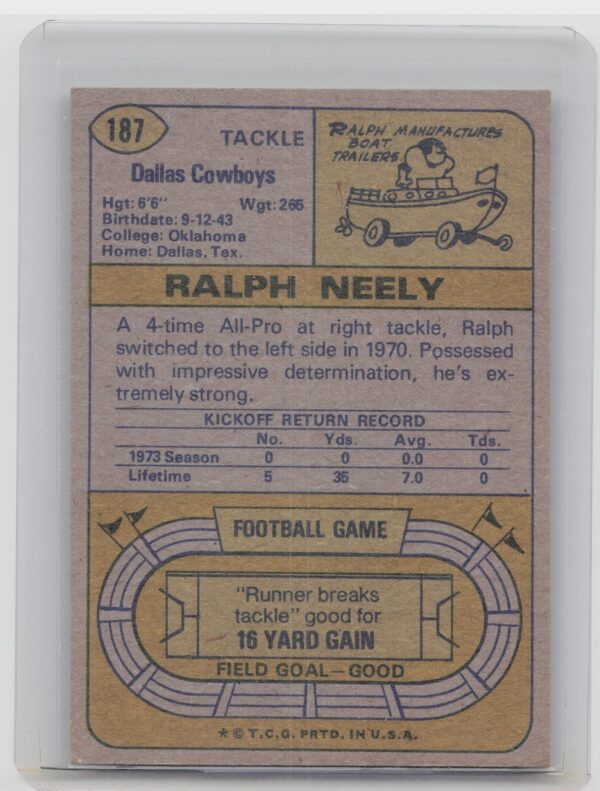 187
TACKLE
Dallas Cowboys
Hgt: 6'6" Wgt: 265
Birthdate: 9-12-43
College: Oklahoma
Home: Dallas, Tex.
RALPH MANUFACTURES
BOAT
TRAILERS.
RALPH NEELY
A 4-time All-Pro at right tackle, Ralph
switched to the left side in 1970. Possessed
with impressive determination, he's ex-
tremely strong.
KICKOFF RETURN RECORD
No. Yds. Avg. Tds.
1973 Season 0 0 0.0 0
Lifetime 5 35 7.0 0
FOOTBALL GAME
"Runner breaks
tackle" good for
16 YARD GAIN
FIELD GOAL—GOOD
* © T.C.G. PRTD. IN U.S.A.